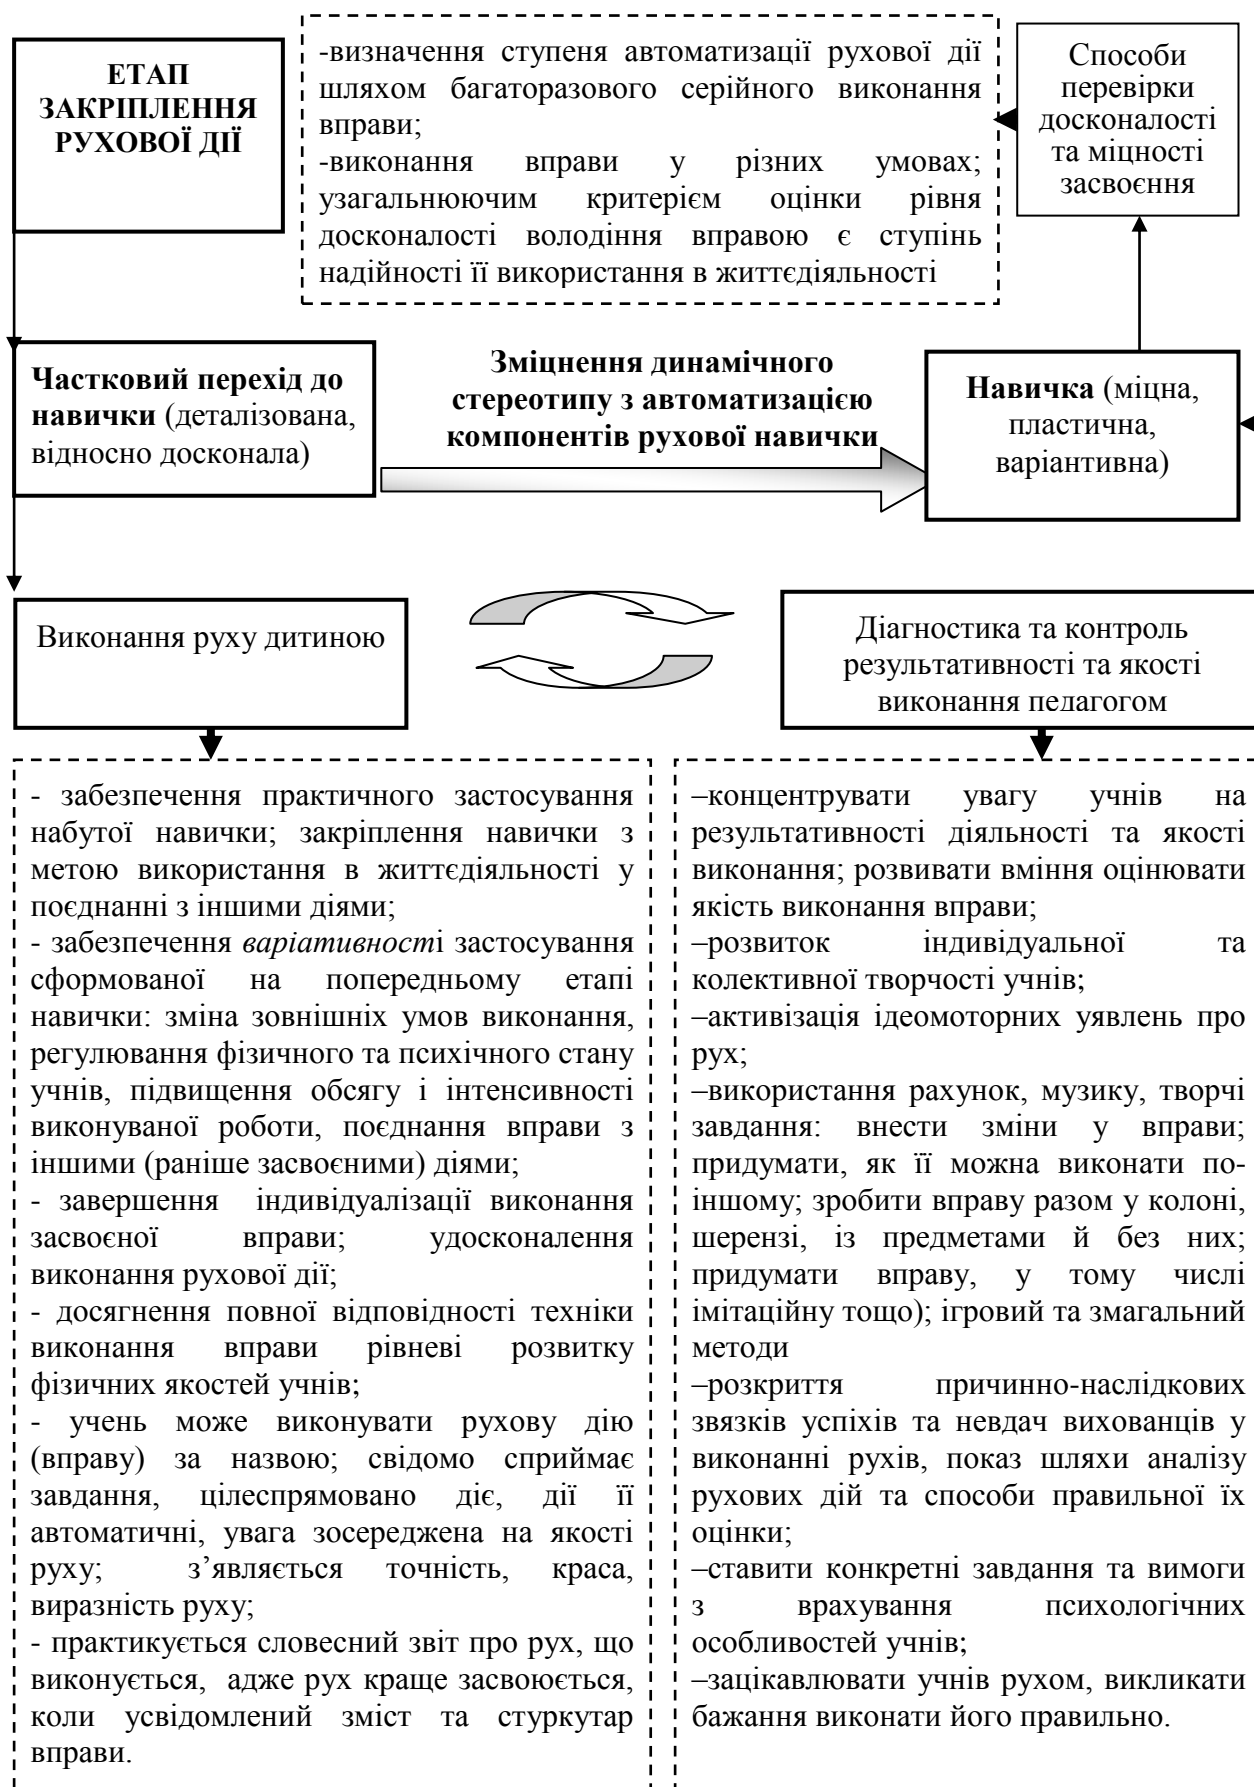 ЕТАП
ЗАКРІПЛЕННЯ
РУХОВОЇ ДІЇ
-визначення ступеня автоматизації рухової дії
шляхом багаторазового серійного виконання
вправи;
-виконання вправи у різних умовах;
узагальнюючим критерієм оцінки рівня
досконалості володіння вправою є ступінь
надійності її використання в життєдіяльності
Способи
перевірки
досконалості
та міцності
засвоєння
Частковий перехід до
навички (деталізована,
відносно досконала)
Зміцнення динамічного
стереотипу з автоматизацією
компонентів рухової навички
Навичка (міцна,
пластична,
варіантивна)
Виконання руху дитиною
Діагностика та контроль
результативності та якості
виконання педагогом
- забезпечення практичного застосування
набутої навички; закріплення навички з
метою використання в життєдіяльності у
поєднанні з іншими діями;
- забезпечення варіативності застосування
сформованої на попередньому етапі
навички: зміна зовнішніх умов виконання,
регулювання фізичного та психічного стану
учнів, підвищення обсягу і інтенсивності
виконуваної роботи, поєднання вправи з
іншими (раніше засвоєними) діями;
- завершення індивідуалізації виконання
засвоєної вправи; удосконалення
виконання рухової дії;
- досягнення повної відповідності техніки
виконання вправи рівневі розвитку
фізичних якостей учнів;
- учень може виконувати рухову дію
(вправу) за назвою; свідомо сприймає
завдання, цілеспрямовано діє, дії її
автоматичні, увага зосереджена на якості
руху; з’являється точність, краса,
виразність руху;
- практикується словесний звіт про рух, що
виконується, адже рух краще засвоюється,
коли усвідомлений зміст та стуркутар
вправи.
–концентрувати увагу учнів на
результативності діяльності та якості
виконання; розвивати вміння оцінювати
якість виконання вправи;
–розвиток індивідуальної та
колективної творчості учнів;
–активізація ідеомоторних уявлень про
рух;
–використання рахунок, музику, творчі
завдання: внести зміни у вправи;
придумати, як її можна виконати по-
іншому; зробити вправу разом у колоні,
шерензі, із предметами й без них;
придумати вправу, у тому числі
імітаційну тощо); ігровий та змагальний
методи
–розкриття причинно-наслідкових
звязків успіхів та невдач вихованців у
виконанні рухів, показ шляхи аналізу
рухових дій та способи правильної їх
оцінки;
–ставити конкретні завдання та вимоги
з врахування психологічних
особливостей учнів;
–зацікавлювати учнів рухом, викликати
бажання виконати його правильно.